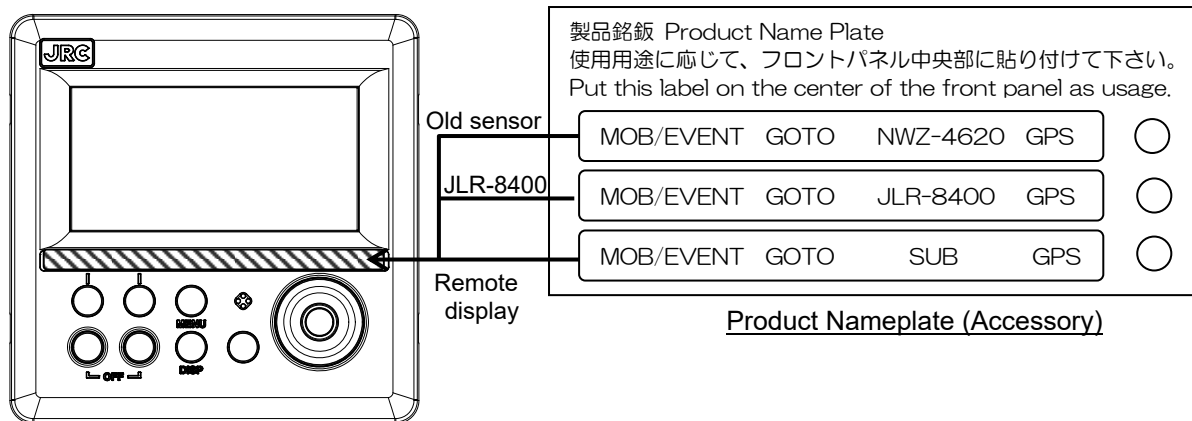 JRC
MENU
DISP
OFF
Old sensor
JLR-8400
Remote
display
製品銘鈑 Product Name Plate
使用用途に応じて、フロントパネル中央部に貼り付けて下さい。
Put this label on the center of the front panel as usage.
MOB/EVENT GOTO NWZ-4620 GPS
MOB/EVENT GOTO JLR-8400 GPS
MOB/EVENT GOTO SUB GPS
Product Nameplate (Accessory)